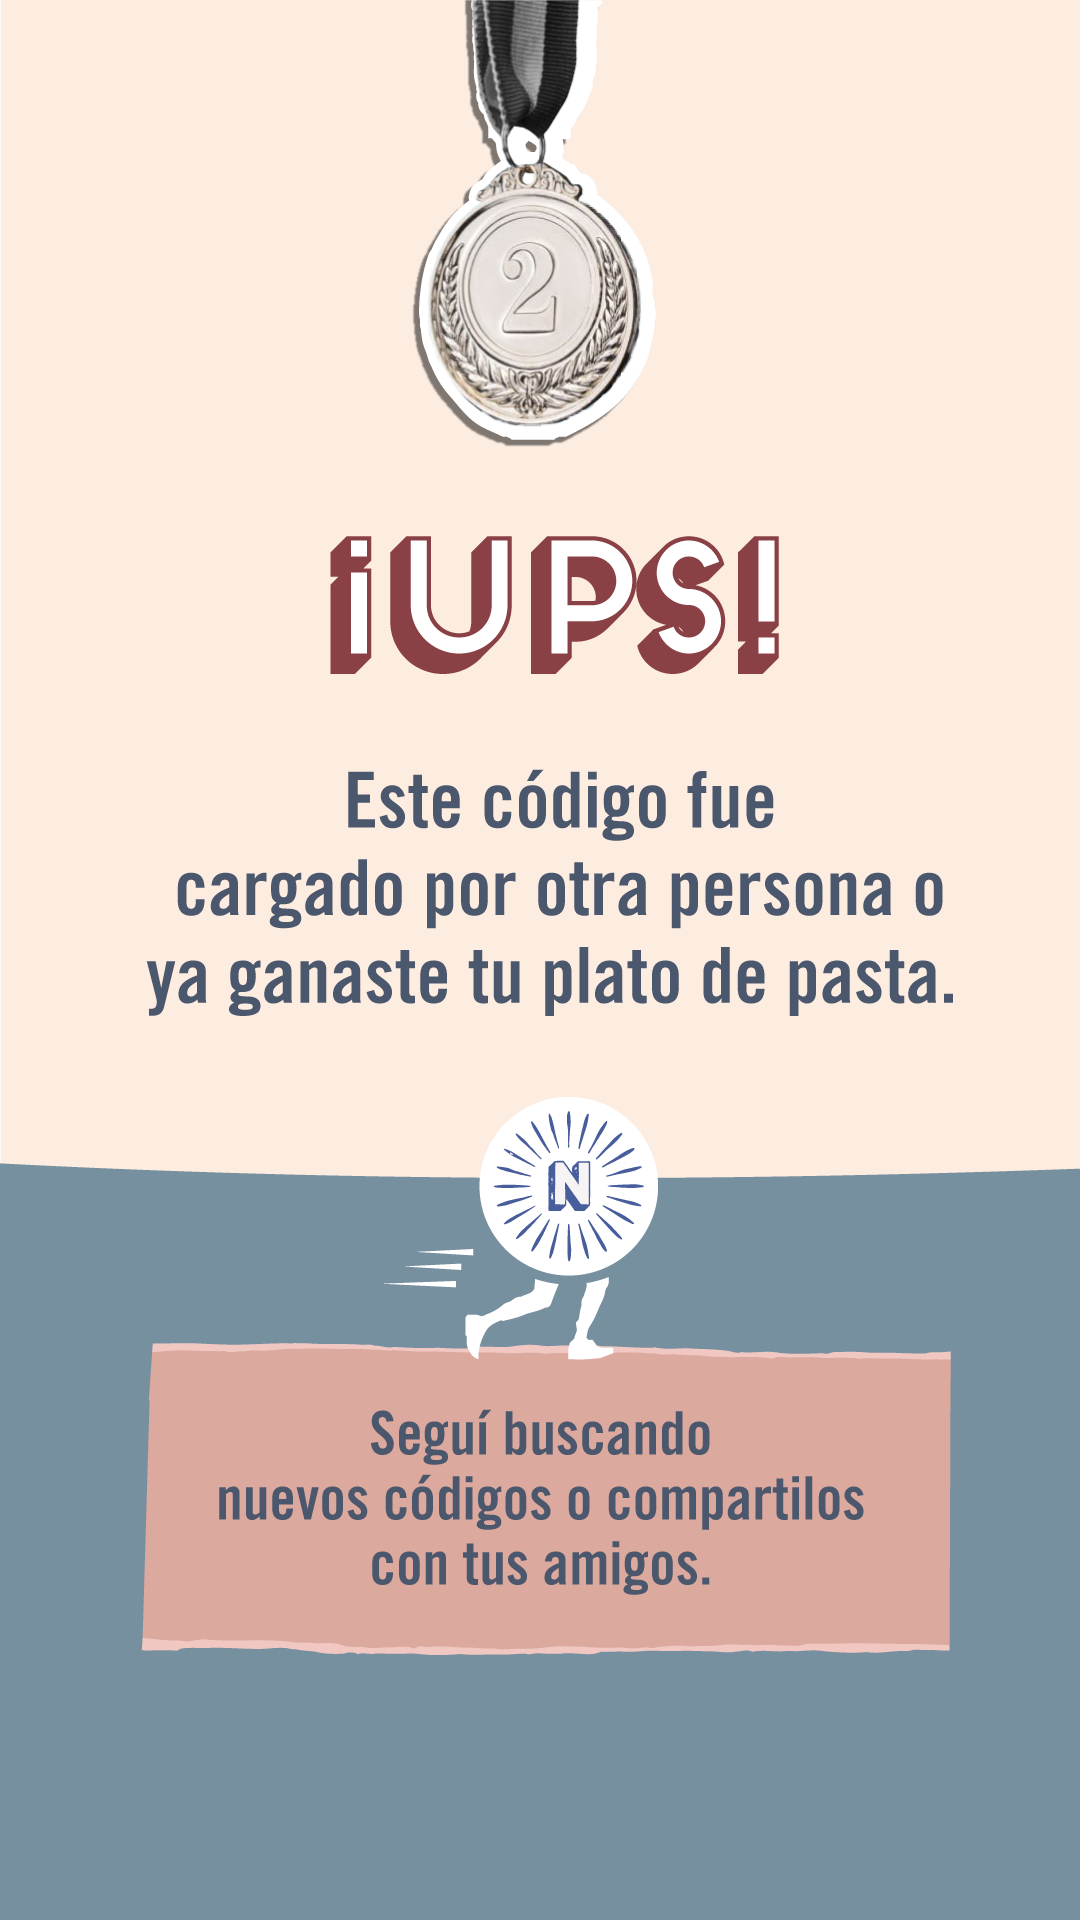 2
¡UPS!
Este código fue
cargado por otra persona o
ya ganaste tu plato de pasta.
N
Seguí buscando
nuevos códigos o compartilos
con tus amigos.